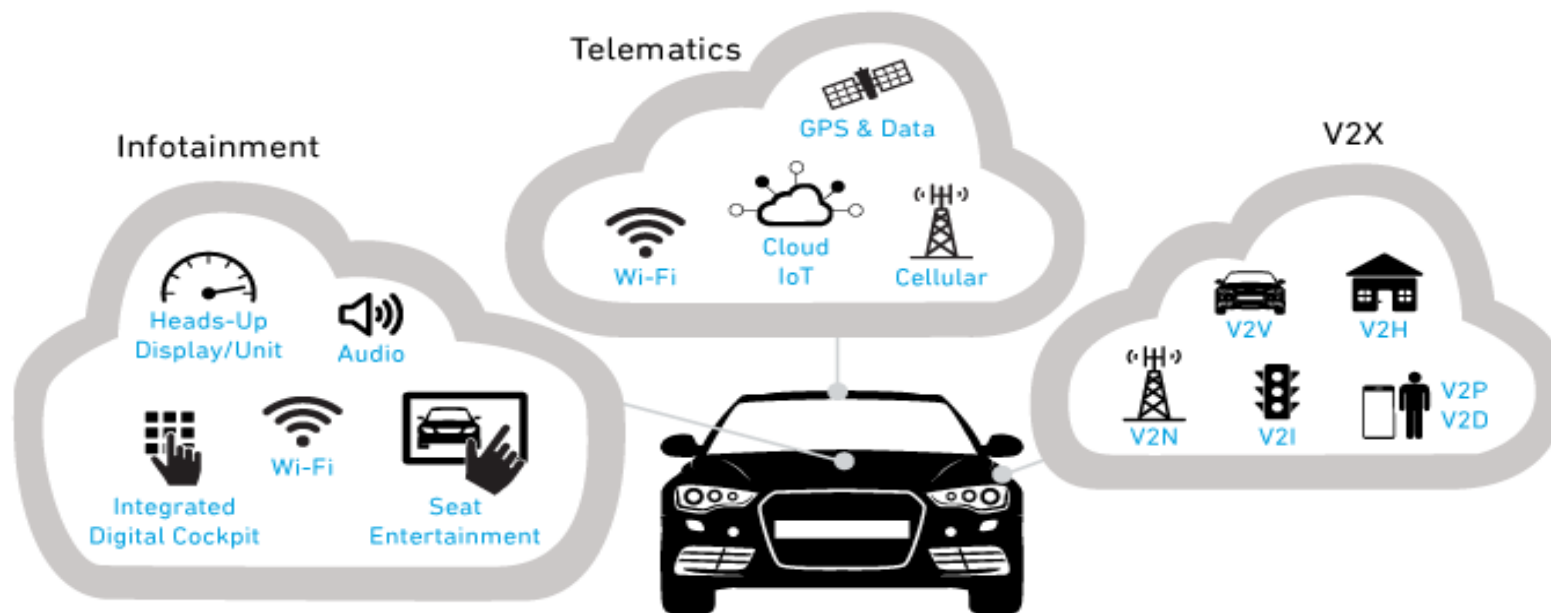 Telematics
GPS & Data
Wi-Fi
Cloud
IoT
Cellular
Infotainment
Heads-Up
Display/Unit
Audio
Integrated
Digital Cockpit
Wi-Fi
Seat
Entertainment
V2X
V2V
V2H
V2N
V2I
V2P
V2D